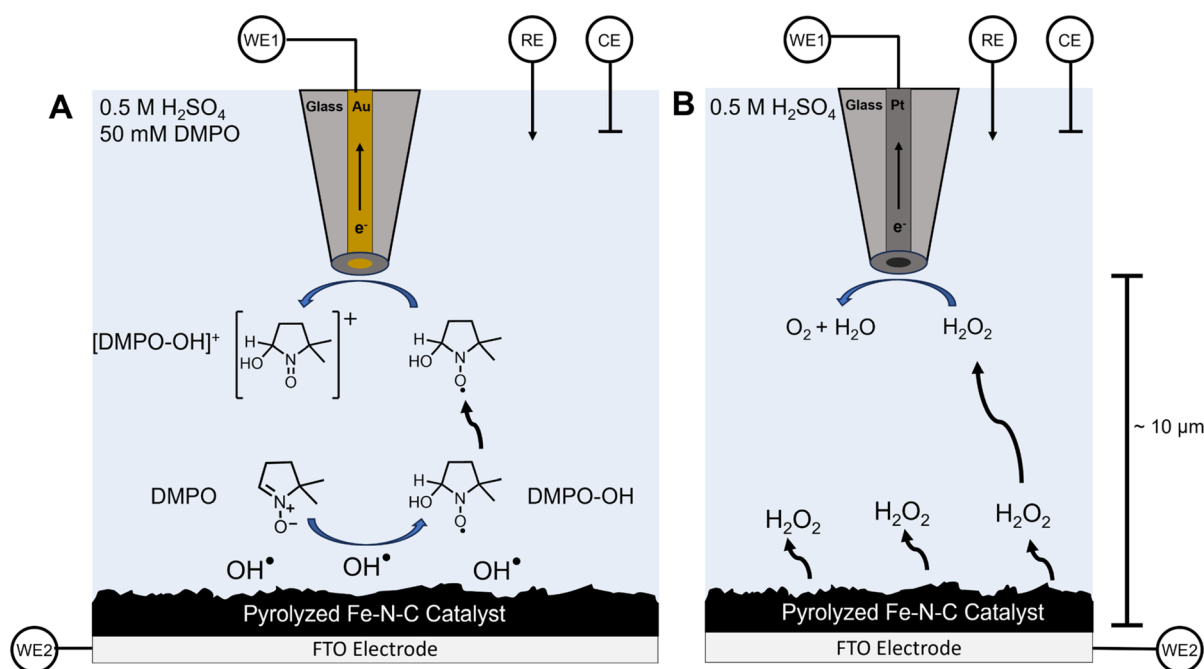 WE1
RE
CE
A
0.5 M H₂SO₄
50 mM DMPO
Glass
Au
e⁻
[DMPO-OH]⁺
H
HO
N
O
+
H
HO
N
O•
DMPO
N⁺
O⁻
H
HO
N
O•
DMPO-OH
OH•
OH•
OH•
Pyrolyzed Fe-N-C Catalyst
WE2
FTO Electrode
WE1
RE
CE
B
0.5 M H₂SO₄
Glass
Pt
e⁻
O₂ + H₂O
H₂O₂
~ 10 µm
H₂O₂
H₂O₂
H₂O₂
Pyrolyzed Fe-N-C Catalyst
FTO Electrode
WE2